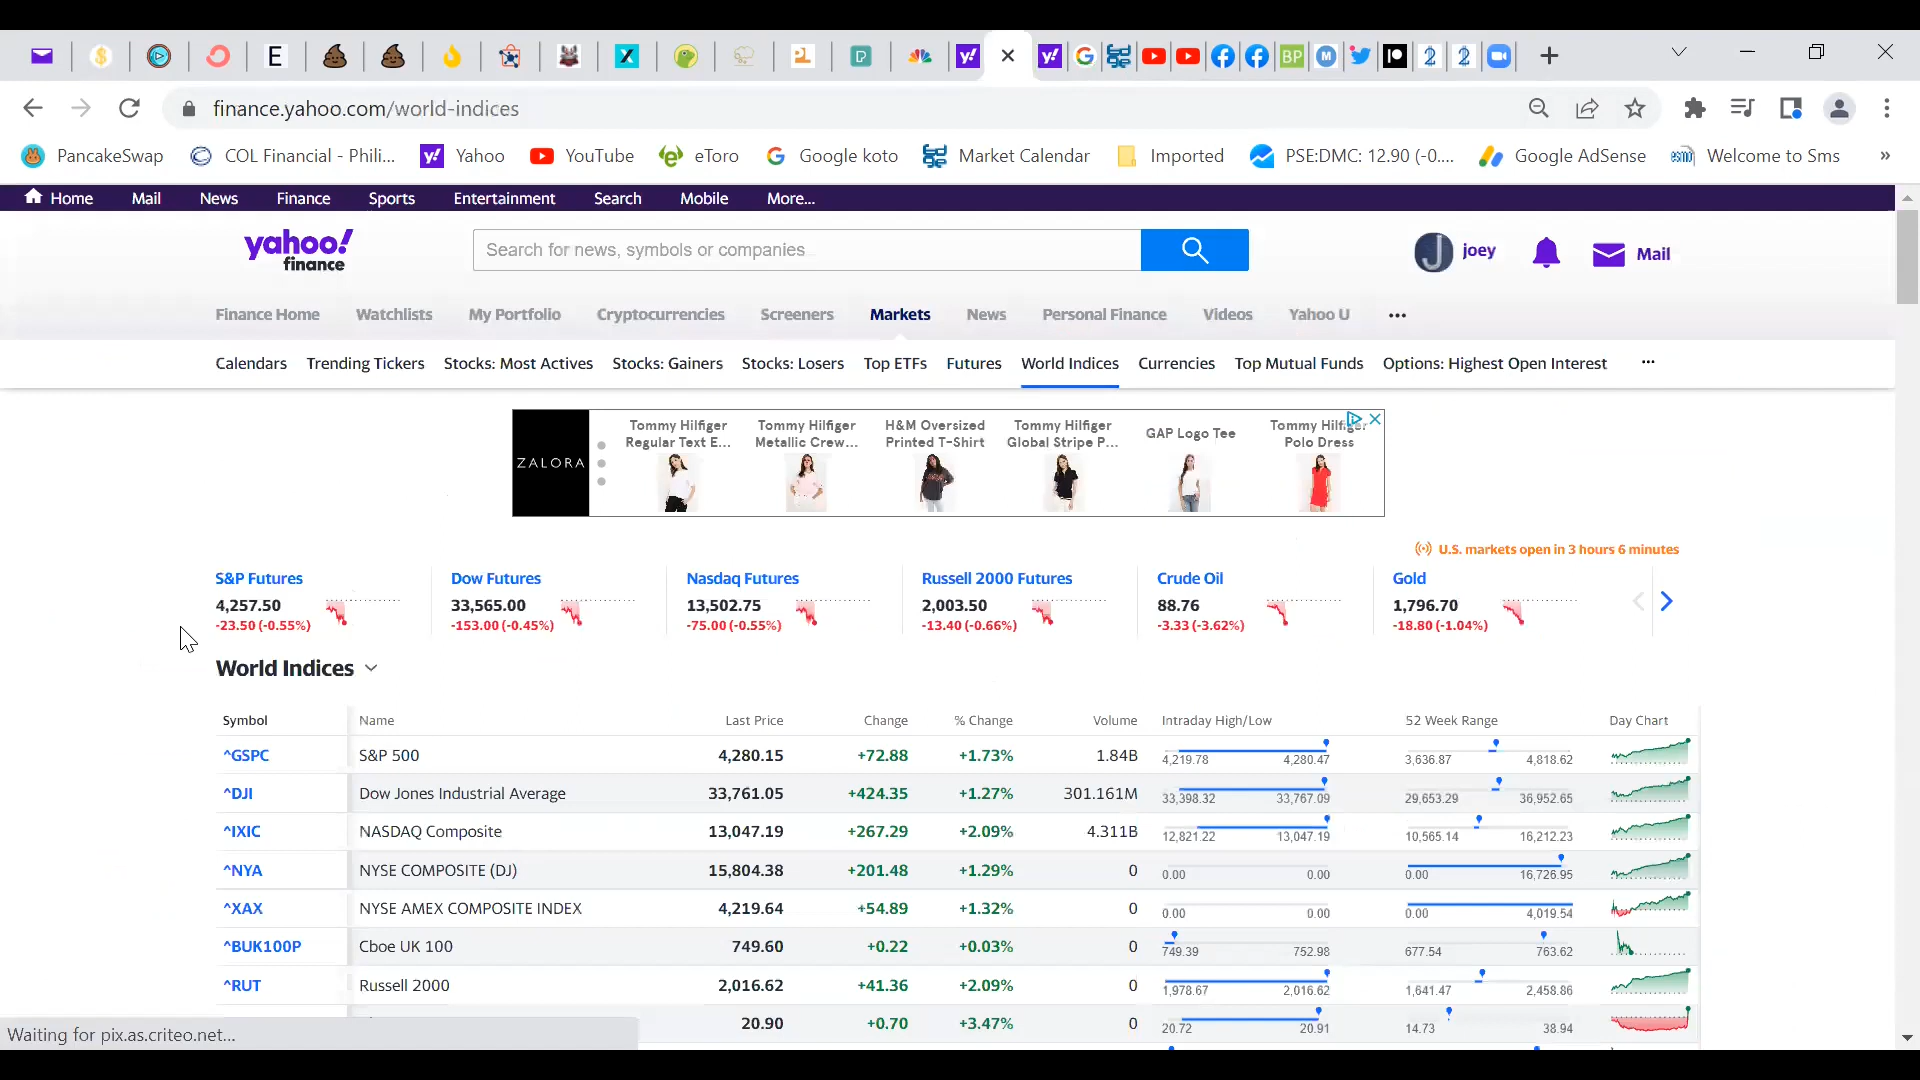 E
finance.yahoo.com/world-indices
PancakeSwap
COL Financial - Phili...
Yahoo
YouTube
eToro
Google koto
Market Calendar
Imported
PSE:DMC: 12.90 (-0....
Google AdSense
Welcome to Sms
»
Home Mail News Finance Sports Entertainment Search Mobile More...
yahoo!
finance
Search for news, symbols or companies
J joey
Mail
Finance Home Watchlists My Portfolio Cryptocurrencies Screeners Markets News Personal Finance Videos Yahoo U ...
Calendars Trending Tickers Stocks: Most Actives Stocks: Gainers Stocks: Losers Top ETFs Futures World Indices Currencies Top Mutual Funds Options: Highest Open Interest ...
ZALORA
Tommy Hilfiger
Regular Text E...
Tommy Hilfiger
Metallic Crew...
H&M Oversized
Printed T-Shirt
Tommy Hilfiger
Global Stripe P...
GAP Logo Tee
Tommy Hilfiger
Polo Dress
U.S. markets open in 3 hours 6 minutes
S&P Futures
4,257.50
-23.50 (-0.55%)
Dow Futures
33,565.00
-153.00 (-0.45%)
Nasdaq Futures
13,502.75
-75.00 (-0.55%)
Russell 2000 Futures
2,003.50
-13.40 (-0.66%)
Crude Oil
88.76
-3.33 (-3.62%)
Gold
1,796.70
-18.80 (-1.04%)
World Indices
Symbol Name Last Price Change % Change Volume Intraday High/Low 52 Week Range Day Chart
^GSPC S&P 500 4,280.15 +72.88 +1.73% 1.84B 4,219.78 4,280.47 3,636.87 4,818.62
^DJI Dow Jones Industrial Average 33,761.05 +424.35 +1.27% 301.161M 33,398.32 33,767.09 29,653.29 36,952.65
^IXIC NASDAQ Composite 13,047.19 +267.29 +2.09% 4.311B 12,821.22 13,047.19 10,565.14 16,212.23
^NYA NYSE COMPOSITE (DJ) 15,804.38 +201.48 +1.29% 0 0.00 0.00 0.00 16,726.95
^XAX NYSE AMEX COMPOSITE INDEX 4,219.64 +54.89 +1.32% 0 0.00 0.00 0.00 4,019.54
^BUK100P Cboe UK 100 749.60 +0.22 +0.03% 0 749.39 752.98 677.54 763.62
^RUT Russell 2000 2,016.62 +41.36 +2.09% 0 1,978.67 2,016.62 1,641.47 2,458.86
20.90 +0.70 +3.47% 0 20.72 20.91 14.73 38.94
Waiting for pix.as.criteo.net...